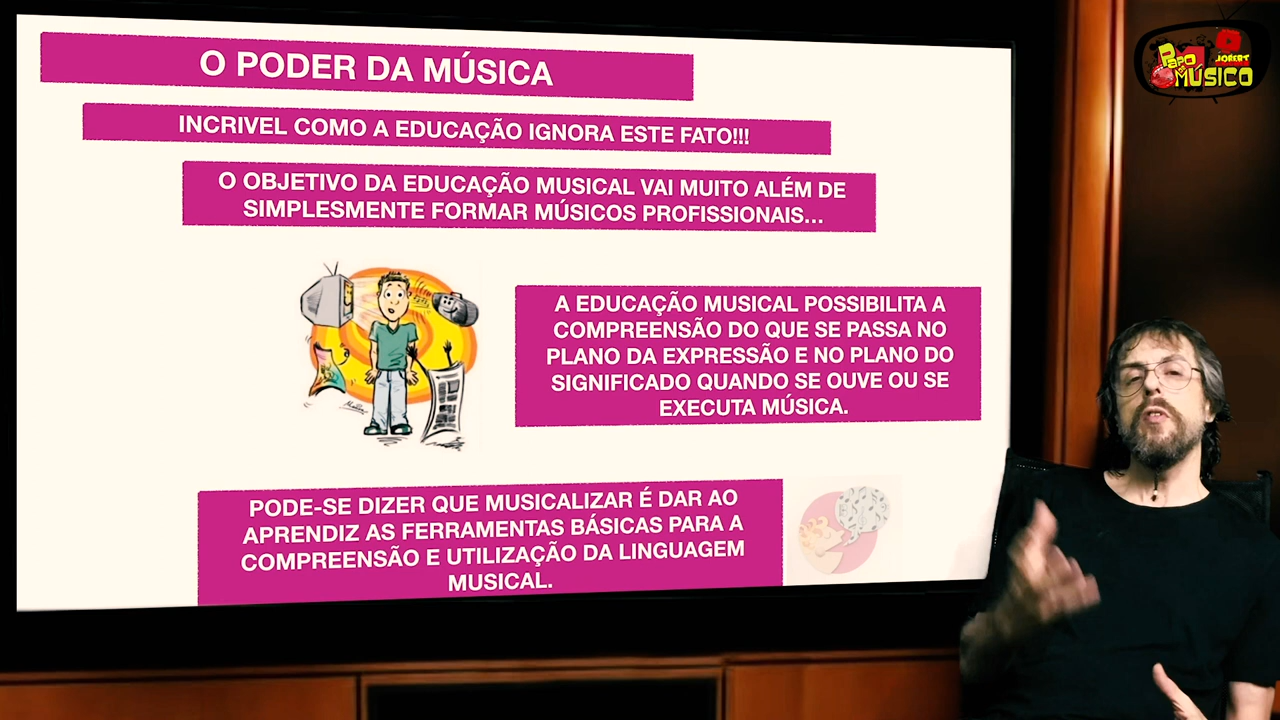 O PODER DA MÚSICA
INCRIVEL COMO A EDUCAÇÃO IGNORA ESTE FATO!!!
O OBJETIVO DA EDUCAÇÃO MUSICAL VAI MUITO ALÉM DE
SIMPLESMENTE FORMAR MÚSICOS PROFISSIONAIS...
A EDUCAÇÃO MUSICAL POSSIBILITA A
COMPREENSÃO DO QUE SE PASSA NO
PLANO DA EXPRESSÃO E NO PLANO DO
SIGNIFICADO QUANDO SE OUVE OU SE
EXECUTA MÚSICA.
PODE-SE DIZER QUE MUSICALIZAR É DAR AO
APRENDIZ AS FERRAMENTAS BÁSICAS PARA A
COMPREENSÃO E UTILIZAÇÃO DA LINGUAGEM
MUSICAL.
PAPO
JOBERT
MÚSICO